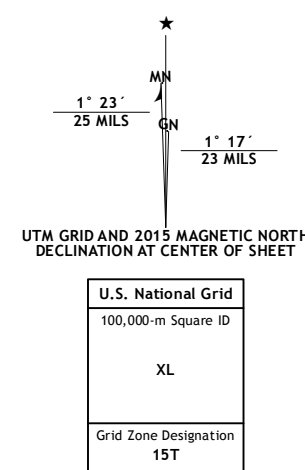 ★
MN
1° 23´
25 MILS
GN
1° 17´
23 MILS
UTM GRID AND 2015 MAGNETIC NORTH
DECLINATION AT CENTER OF SHEET
U.S. National Grid
100,000-m Square ID
XL
Grid Zone Designation
15T